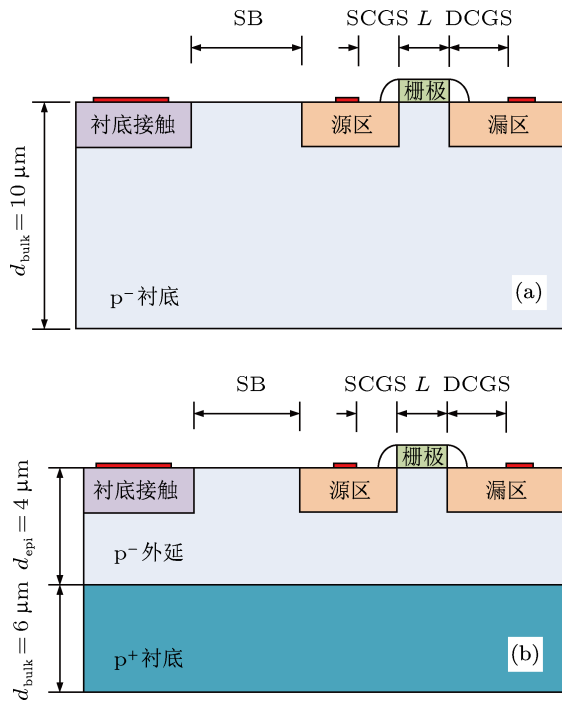 SB SCGS L DCGS
栅极
衬底接触 源区 漏区
d_bulk = 10 μm
p⁻衬底
(a)
SB SCGS L DCGS
栅极
衬底接触 源区 漏区
d_epi = 4 μm
p⁻外延
d_bulk = 6 μm
p⁺衬底
(b)